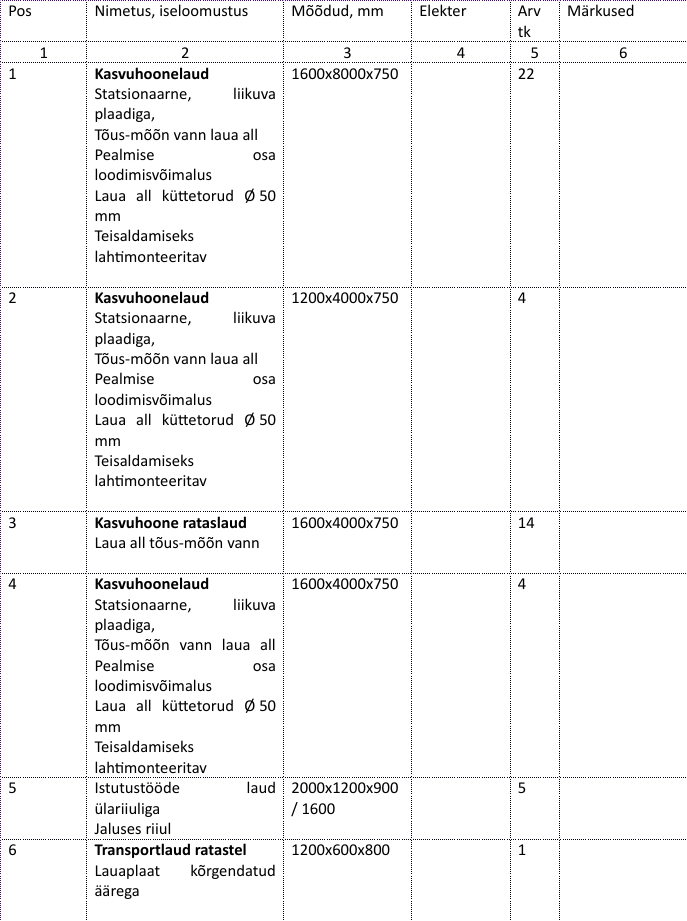 Pos Nimetus, iseloomustus Mõõdud, mm Elekter Arv Märkused
tk
1 2 3 4 5 6
1 Kasvuhoonelaud 1600x8000x750 22
Statsionaarne, liikuva
plaadiga,
Tõus-mõõn vann laua all
Pealmise osa
loodimisvõimalus
Laua all küttetorud Ø 50
mm
Teisaldamiseks
lahtimonteeritav
2 Kasvuhoonelaud 1200x4000x750 4
Statsionaarne, liikuva
plaadiga,
Tõus-mõõn vann laua all
Pealmise osa
loodimisvõimalus
Laua all küttetorud Ø 50
mm
Teisaldamiseks
lahtimonteeritav
3 Kasvuhoone rataslaud 1600x4000x750 14
Laua all tõus-mõõn vann
4 Kasvuhoonelaud 1600x4000x750 4
Statsionaarne, liikuva
plaadiga,
Tõus-mõõn vann laua all
Pealmise osa
loodimisvõimalus
Laua all küttetorud Ø 50
mm
Teisaldamiseks
lahtimonteeritav
5 Istutustööde laud 2000x1200x900 5
ülariiuliga / 1600
Jaluses riiul
6 Transportlaud ratastel 1200x600x800 1
Lauaplaat kõrgendatud
äärega